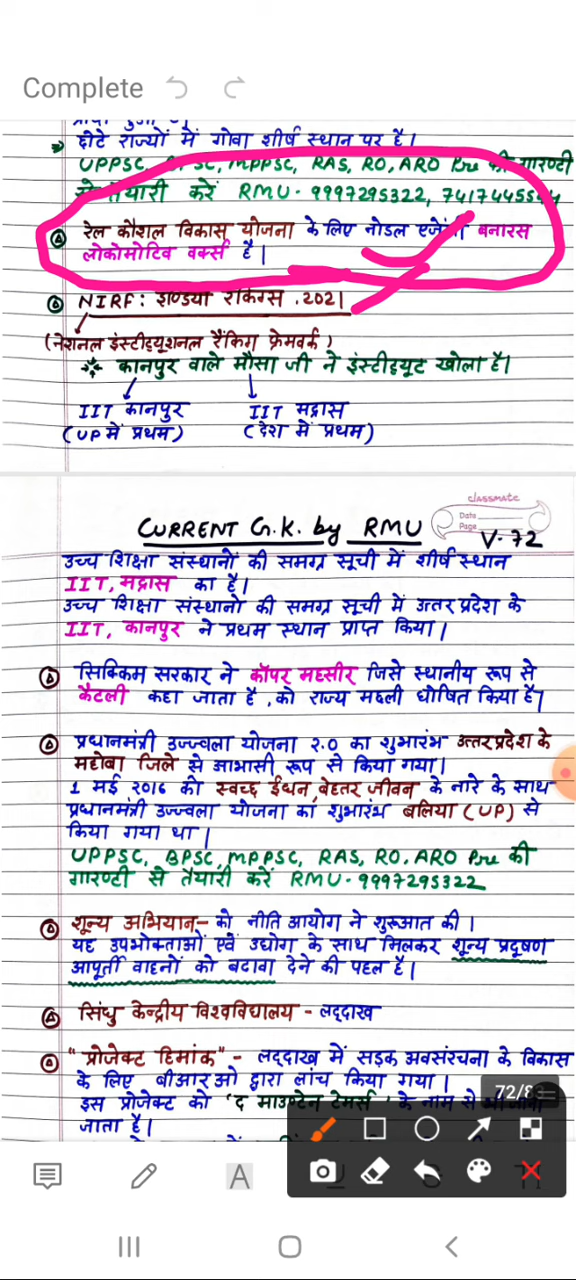 Complete
छोटे राज्यों में गोवा शीर्ष स्थान पर है।
UPPSC, MPPSC, RAS, RO, ARO Pre की गारण्टी
से तैयारी करें RMU - 9997295322, 7417445544
रेल कौशल विकास योजना के लिए नोडल एजेंसी बनारस
लोकोमोटिव वर्क्स है।
NIRF: इण्डिया रैंकिंग्स . 2021
(नेशनल इंस्टीट्यूशनल रैंकिंग फ्रेमवर्क)
कानपुर वाले मौसा जी ने इंस्टीट्यूट खोला है।
IIT कानपुर IIT मद्रास
(UP में प्रथम) (देश में प्रथम)
classmate
Date
Page
CURRENT G.K. by RMU V-72
उच्च शिक्षा संस्थानों की समग्र सूची में शीर्ष स्थान
IIT, मद्रास का है।
उच्च शिक्षा संस्थानों की समग्र सूची में उत्तर प्रदेश के
IIT, कानपुर ने प्रथम स्थान प्राप्त किया।
सिक्किम सरकार ने कॉपर महसीर जिसे स्थानीय रूप से
कैटली कहा जाता है, को राज्य मछली घोषित किया है।
प्रधानमंत्री उज्ज्वला योजना 2.0 का शुभारंभ उत्तरप्रदेश के
महोबा जिले से आभासी रूप से किया गया।
1 मई 2016 को स्वच्छ ईंधन, बेहतर जीवन के नारे के साथ
प्रधानमंत्री उज्ज्वला योजना का शुभारंभ बलिया (UP) से
किया गया था।
UPPSC, BPSC, MPPSC, RAS, RO, ARO Pre की
गारण्टी से तैयारी करें RMU - 9997295322
शून्य अभियान - को नीति आयोग ने शुरूआत की।
यह उपभोक्ताओं एवं उद्योग के साथ मिलकर शून्य प्रदूषण
आपूर्ती वाहनों को बढ़ावा देने की पहल है।
सिंधु केन्द्रीय विश्वविद्यालय - लद्दाख
"प्रोजेक्ट हिमांक" - लद्दाख में सड़क अवसंरचना के विकास
के लिए बीआरओ द्वारा लांच किया गया।
72/8
इस प्रोजेक्ट को 'द माउण्टेन टेमर्स' के नाम से
जाता है।
A